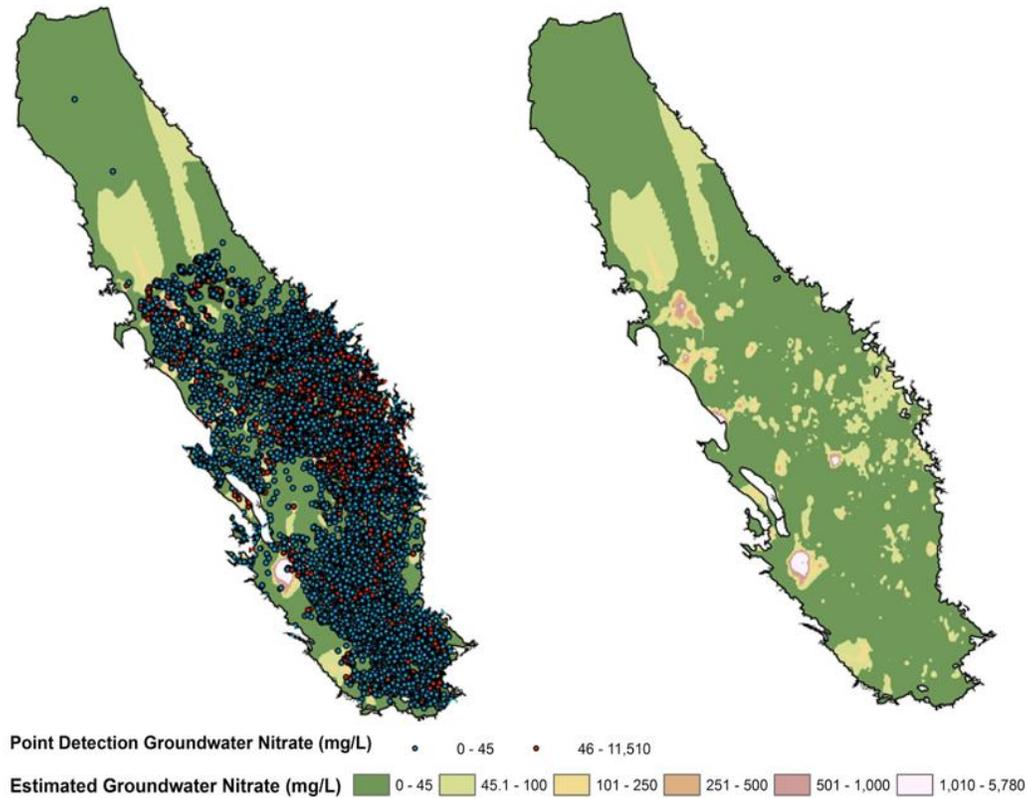 Point Detection Groundwater Nitrate (mg/L) 0 - 45 46 - 11,510
Estimated Groundwater Nitrate (mg/L) 0 - 45 45.1 - 100 101 - 250 251 - 500 501 - 1,000 1,010 - 5,780